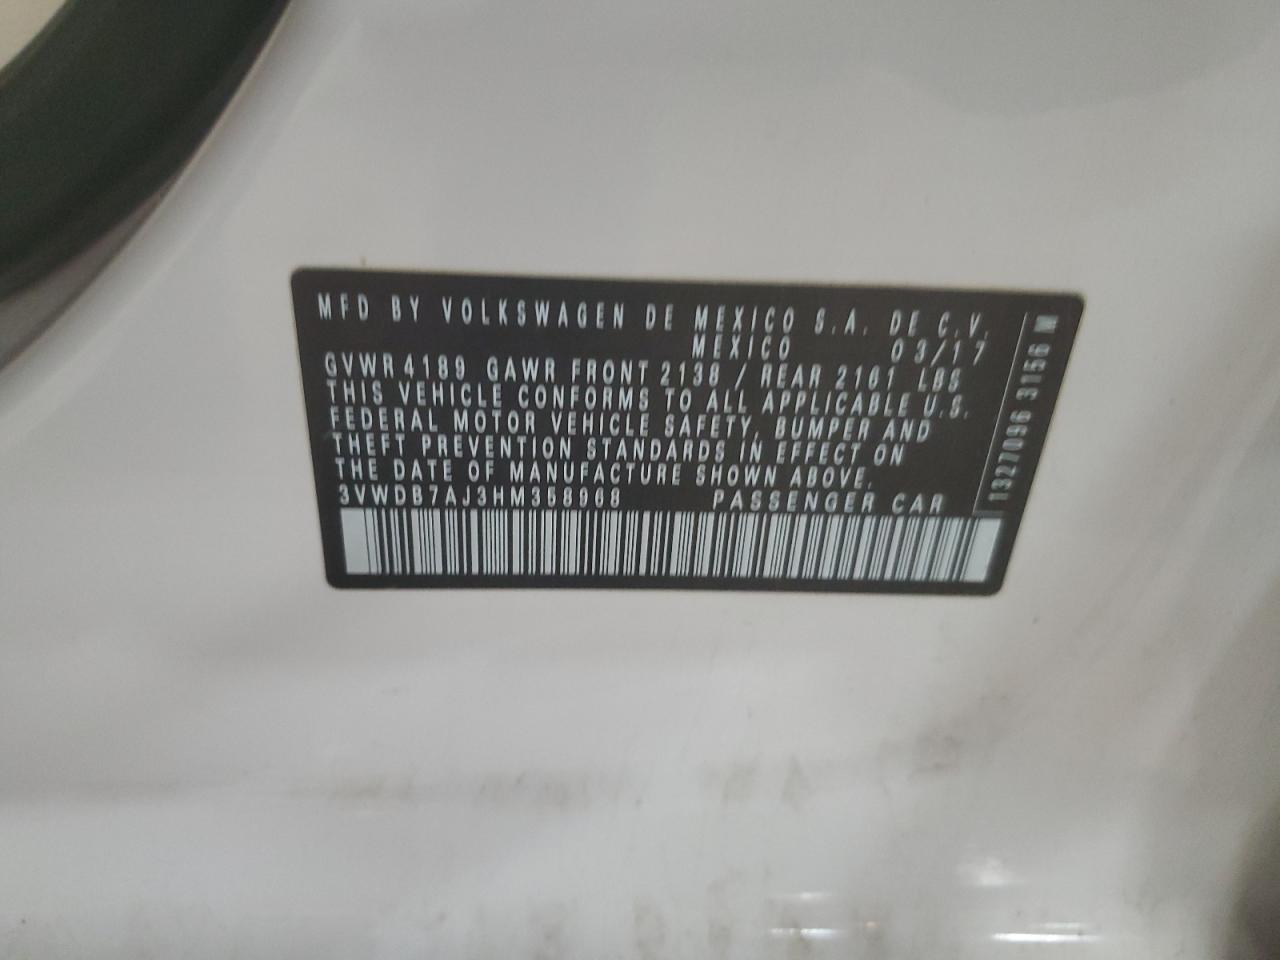 MFD BY VOLKSWAGEN DE MEXICO S.A. DE C.V.
MEXICO 03/17
GVWR 4189 GAWR FRONT 2138 / REAR 2161 LBS
THIS VEHICLE CONFORMS TO ALL APPLICABLE U.S.
FEDERAL MOTOR VEHICLE SAFETY, BUMPER AND
THEFT PREVENTION STANDARDS IN EFFECT ON
THE DATE OF MANUFACTURE SHOWN ABOVE.
3VWDB7AJ3HM358968 PASSENGER CAR
1327096 3156 M